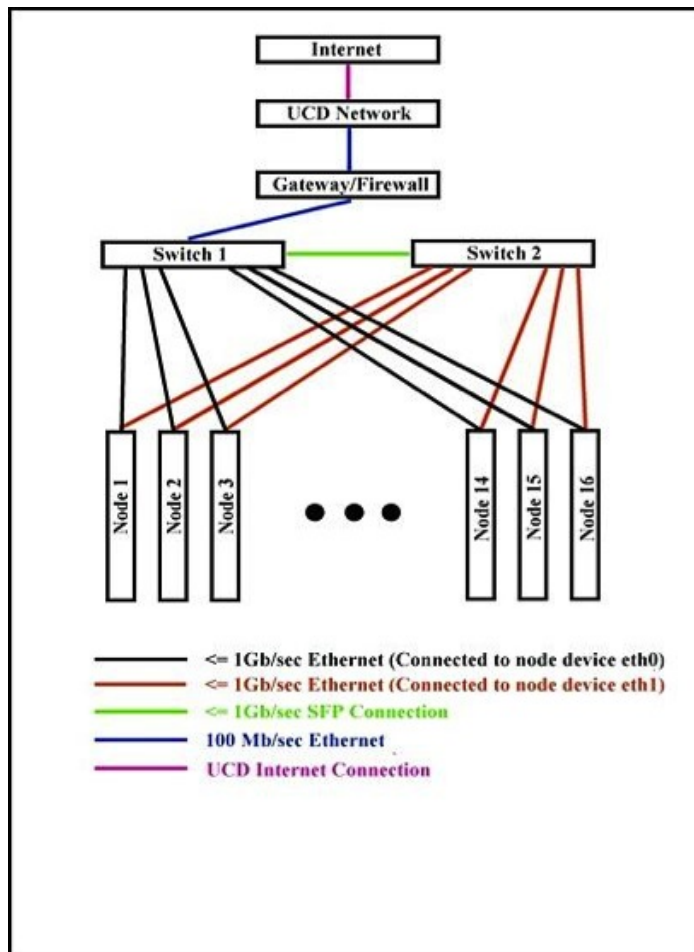 Internet
UCD Network
Gateway/Firewall
Switch 1
Switch 2
Node 1
Node 2
Node 3
Node 14
Node 15
Node 16
<= 1Gb/sec Ethernet (Connected to node device eth0)
<= 1Gb/sec Ethernet (Connected to node device eth1)
<= 1Gb/sec SFP Connection
100 Mb/sec Ethernet
UCD Internet Connection